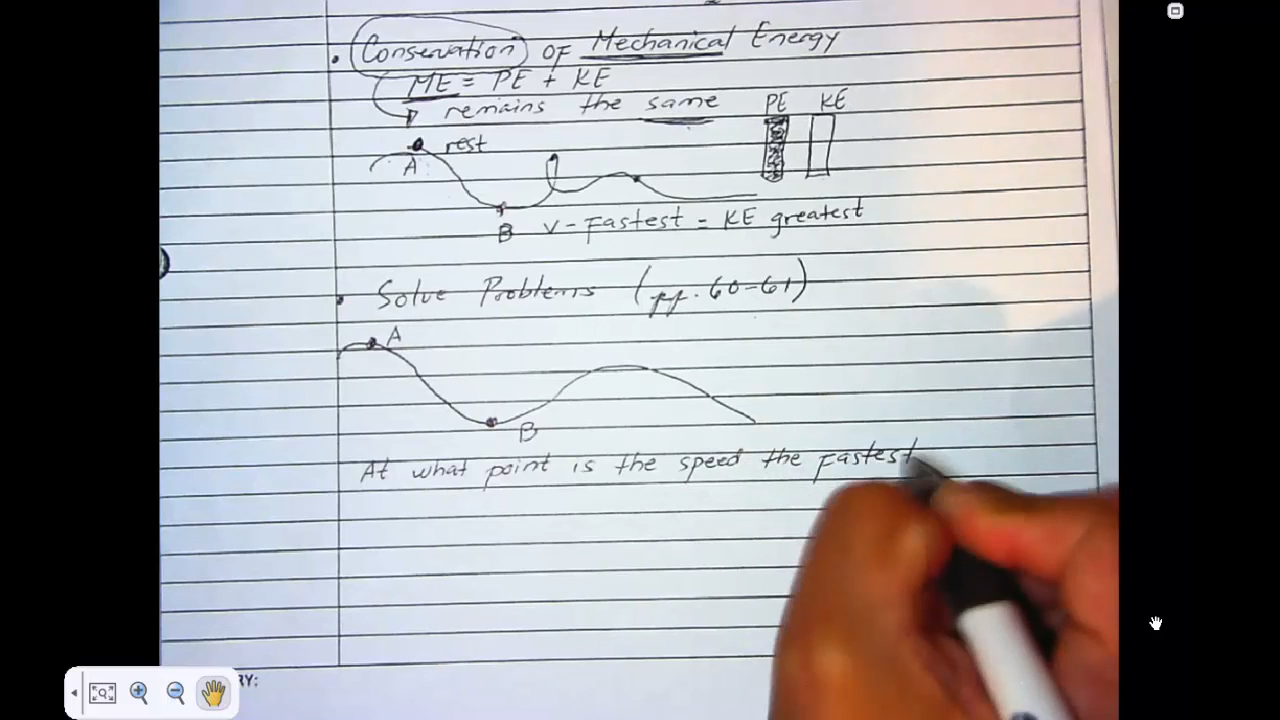 • Conservation of Mechanical Energy
ME = PE + KE
remains the same PE KE
A rest
B V-Fastest = KE greatest
• Solve Problems (pp. 60-61)
A
B
At what point is the speed the fastest
RY: